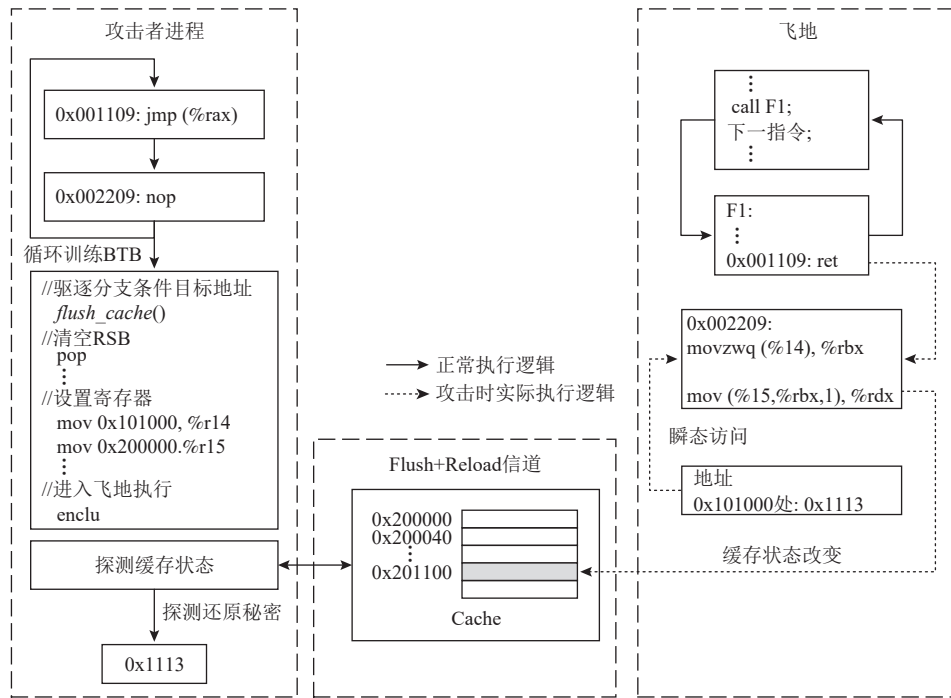 攻击者进程
0x001109: jmp (%rax)
0x002209: nop
循环训练BTB
//驱逐分支条件目标地址
flush_cache()
//清空RSB
pop
⋮
//设置寄存器
mov 0x101000, %r14
mov 0x200000.%r15
⋮
//进入飞地执行
enclu
探测缓存状态
探测还原秘密
0x1113
正常执行逻辑
攻击时实际执行逻辑
Flush+Reload信道
0x200000
0x200040
⋮
0x201100
Cache
飞地
⋮
call F1;
下一指令;
⋮
F1:
⋮
0x001109: ret
0x002209:
movzwq (%14), %rbx
mov (%15,%rbx,1), %rdx
瞬态访问
地址
0x101000处: 0x1113
缓存状态改变